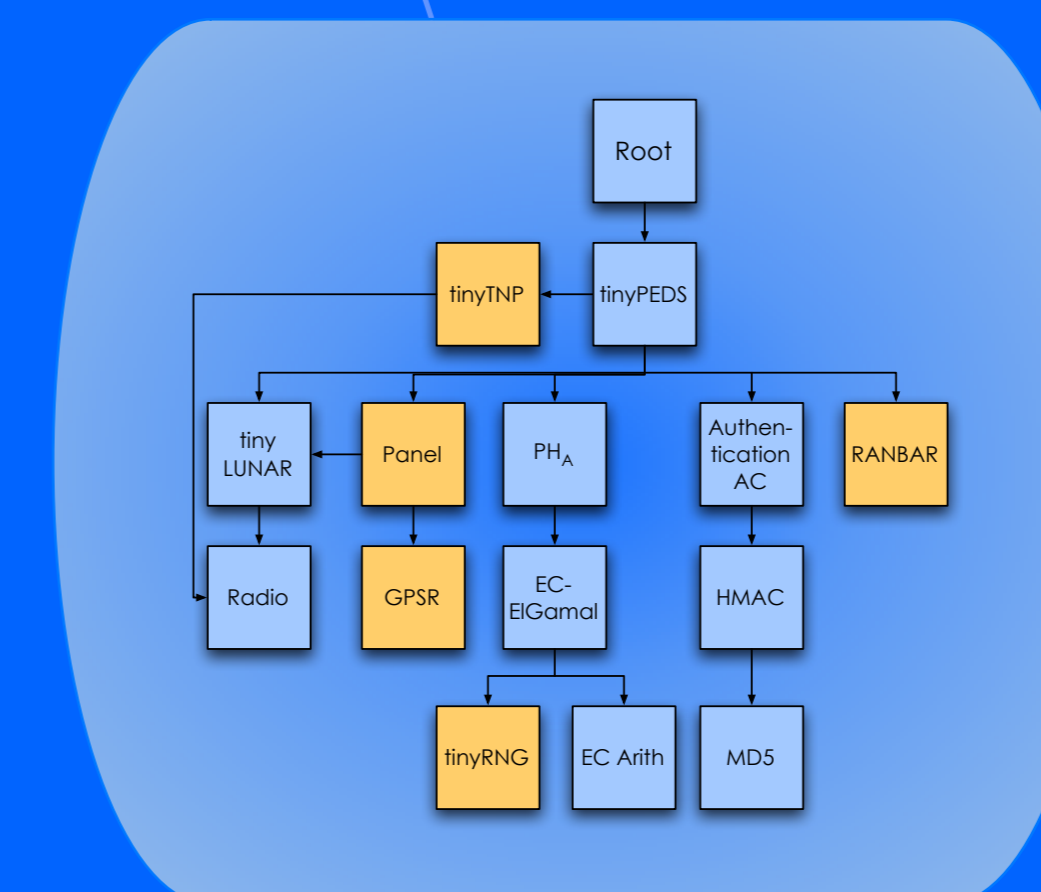 Root
tinyTNP
tinyPEDS
tiny
LUNAR
Panel
PHA
Authen-
tication
AC
RANBAR
Radio
GPSR
EC-
ElGamal
HMAC
tinyRNG
EC Arith
MD5